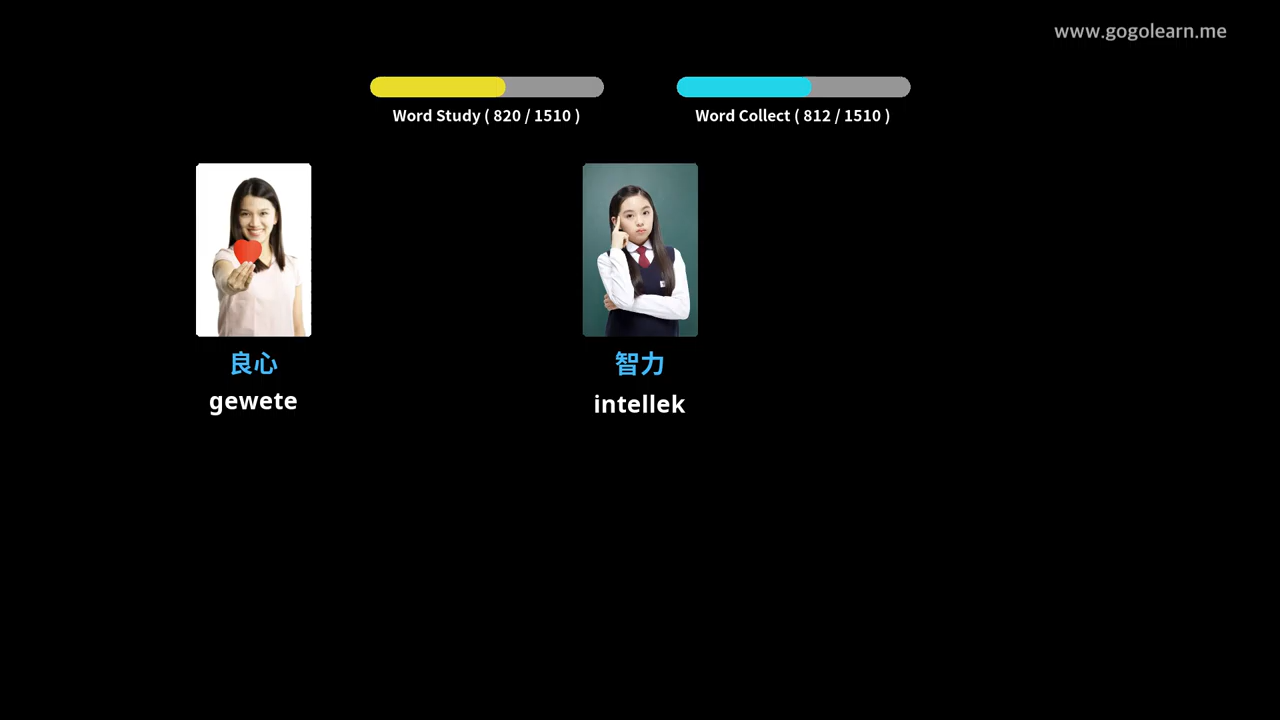 www.gogolearn.me
Word Study ( 820 / 1510 )
Word Collect ( 812 / 1510 )
良心
gewete
智力
intellek